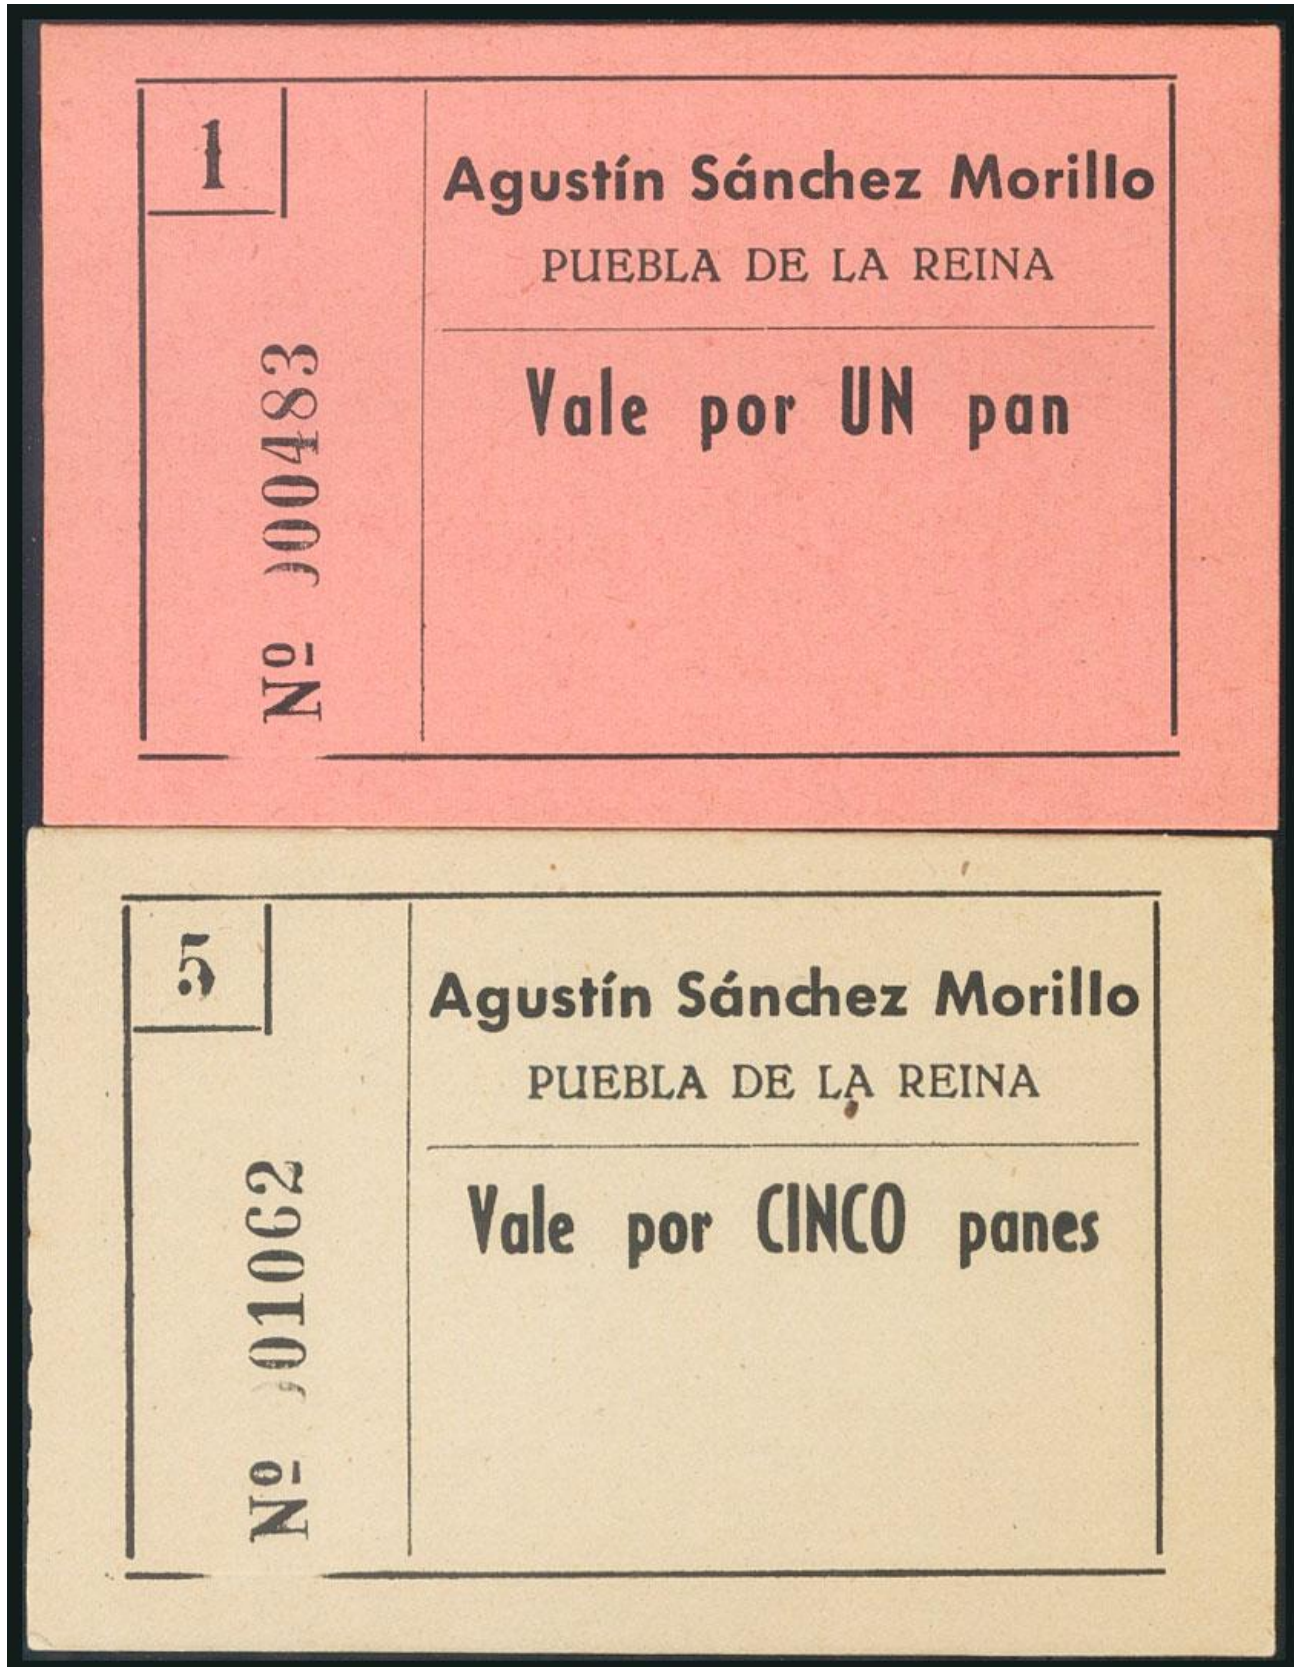 1
Agustín Sánchez Morillo
PUEBLA DE LA REINA
Vale por UN pan
Nº 000483
5
Agustín Sánchez Morillo
PUEBLA DE LA REINA
Vale por CINCO panes
Nº 001062